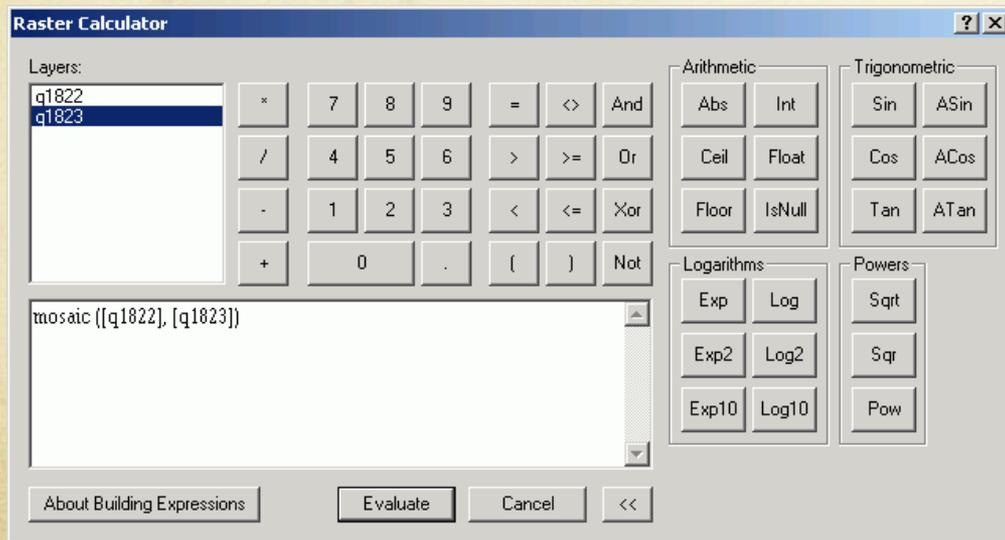 Raster Calculator ? ×
Layers:
q1822
q1823
* 7 8 9 = <> And
/ 4 5 6 > >= Or
- 1 2 3 < <= Xor
+ 0 . ( ) Not
Arithmetic
Abs Int
Ceil Float
Floor IsNull
Trigonometric
Sin ASin
Cos ACos
Tan ATan
Logarithms
Exp Log
Exp2 Log2
Exp10 Log10
Powers
Sqrt
Sqr
Pow
mosaic ([q1822], [q1823])
About Building Expressions Evaluate Cancel <<